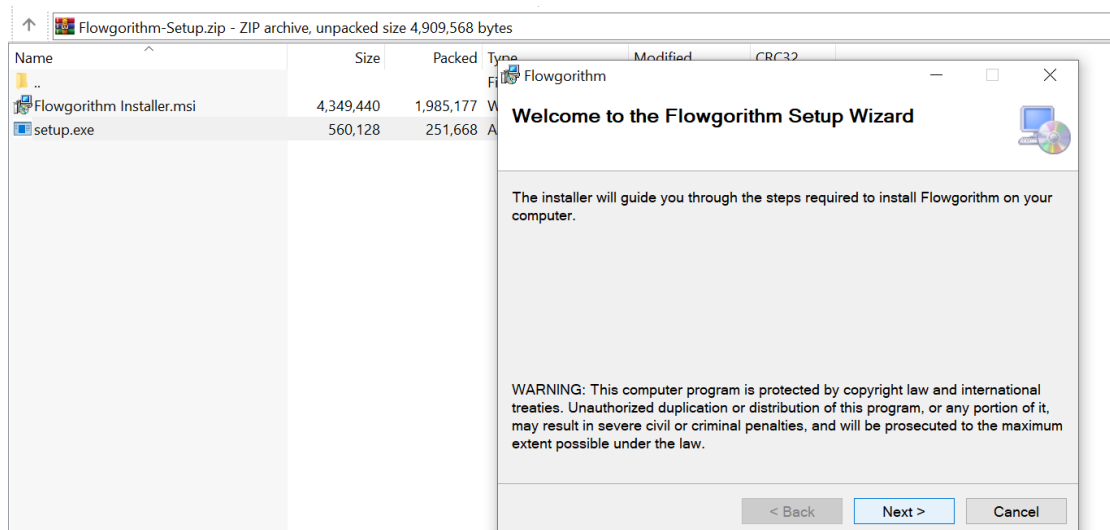 Flowgorithm-Setup.zip - ZIP archive, unpacked size 4,909,568 bytes
Name Size Packed Type Modified CRC32
..
Flowgorithm Installer.msi 4,349,440 1,985,177 W
setup.exe 560,128 251,668 A
Flowgorithm
Welcome to the Flowgorithm Setup Wizard
The installer will guide you through the steps required to install Flowgorithm on your
computer.
WARNING: This computer program is protected by copyright law and international
treaties. Unauthorized duplication or distribution of this program, or any portion of it,
may result in severe civil or criminal penalties, and will be prosecuted to the maximum
extent possible under the law.
< Back Next > Cancel